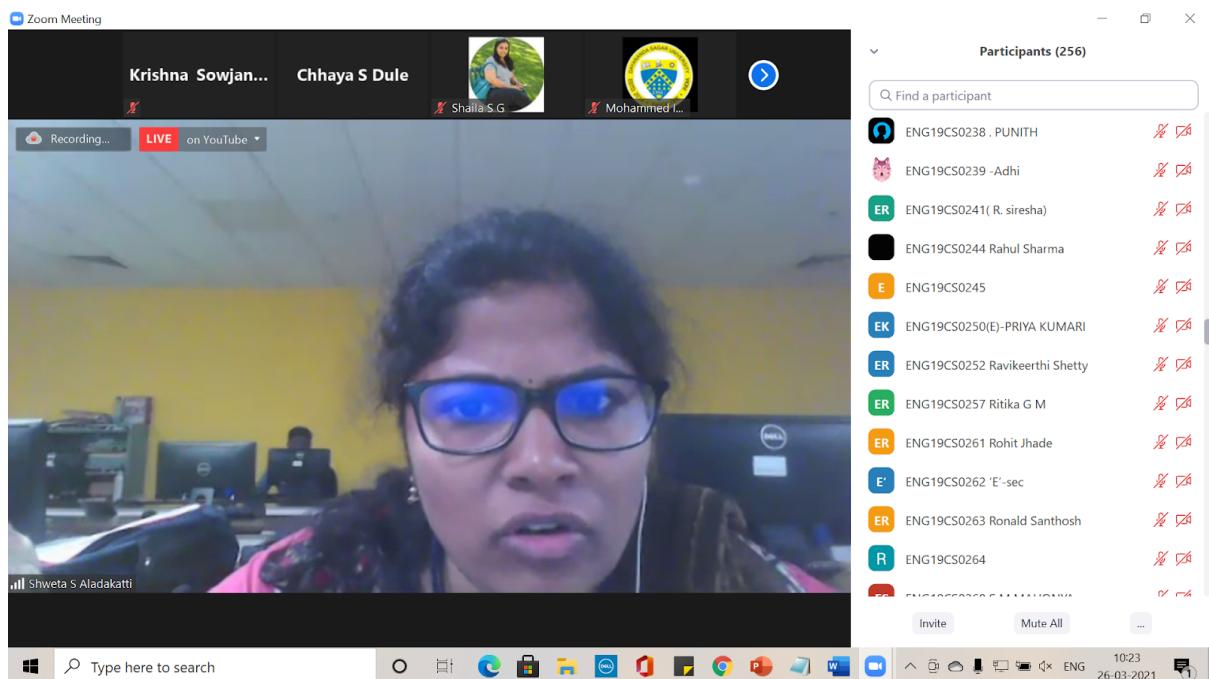 Zoom Meeting
Krishna Sowjan...
Chhaya S Dule
Shaila S G
Mohammed I...
Recording...
LIVE on YouTube
DELL
Shweta S Aladakatti
Participants (256)
Find a participant
ENG19CS0238 . PUNITH
ENG19CS0239 -Adhi
ER ENG19CS0241( R. siresha)
ENG19CS0244 Rahul Sharma
E ENG19CS0245
EK ENG19CS0250(E)-PRIYA KUMARI
ER ENG19CS0252 Ravikeerthi Shetty
ER ENG19CS0257 Ritika G M
ER ENG19CS0261 Rohit Jhade
E' ENG19CS0262 'E'-sec
ER ENG19CS0263 Ronald Santhosh
R ENG19CS0264
Invite
Mute All
...
Type here to search
ENG
10:23
26-03-2021
1